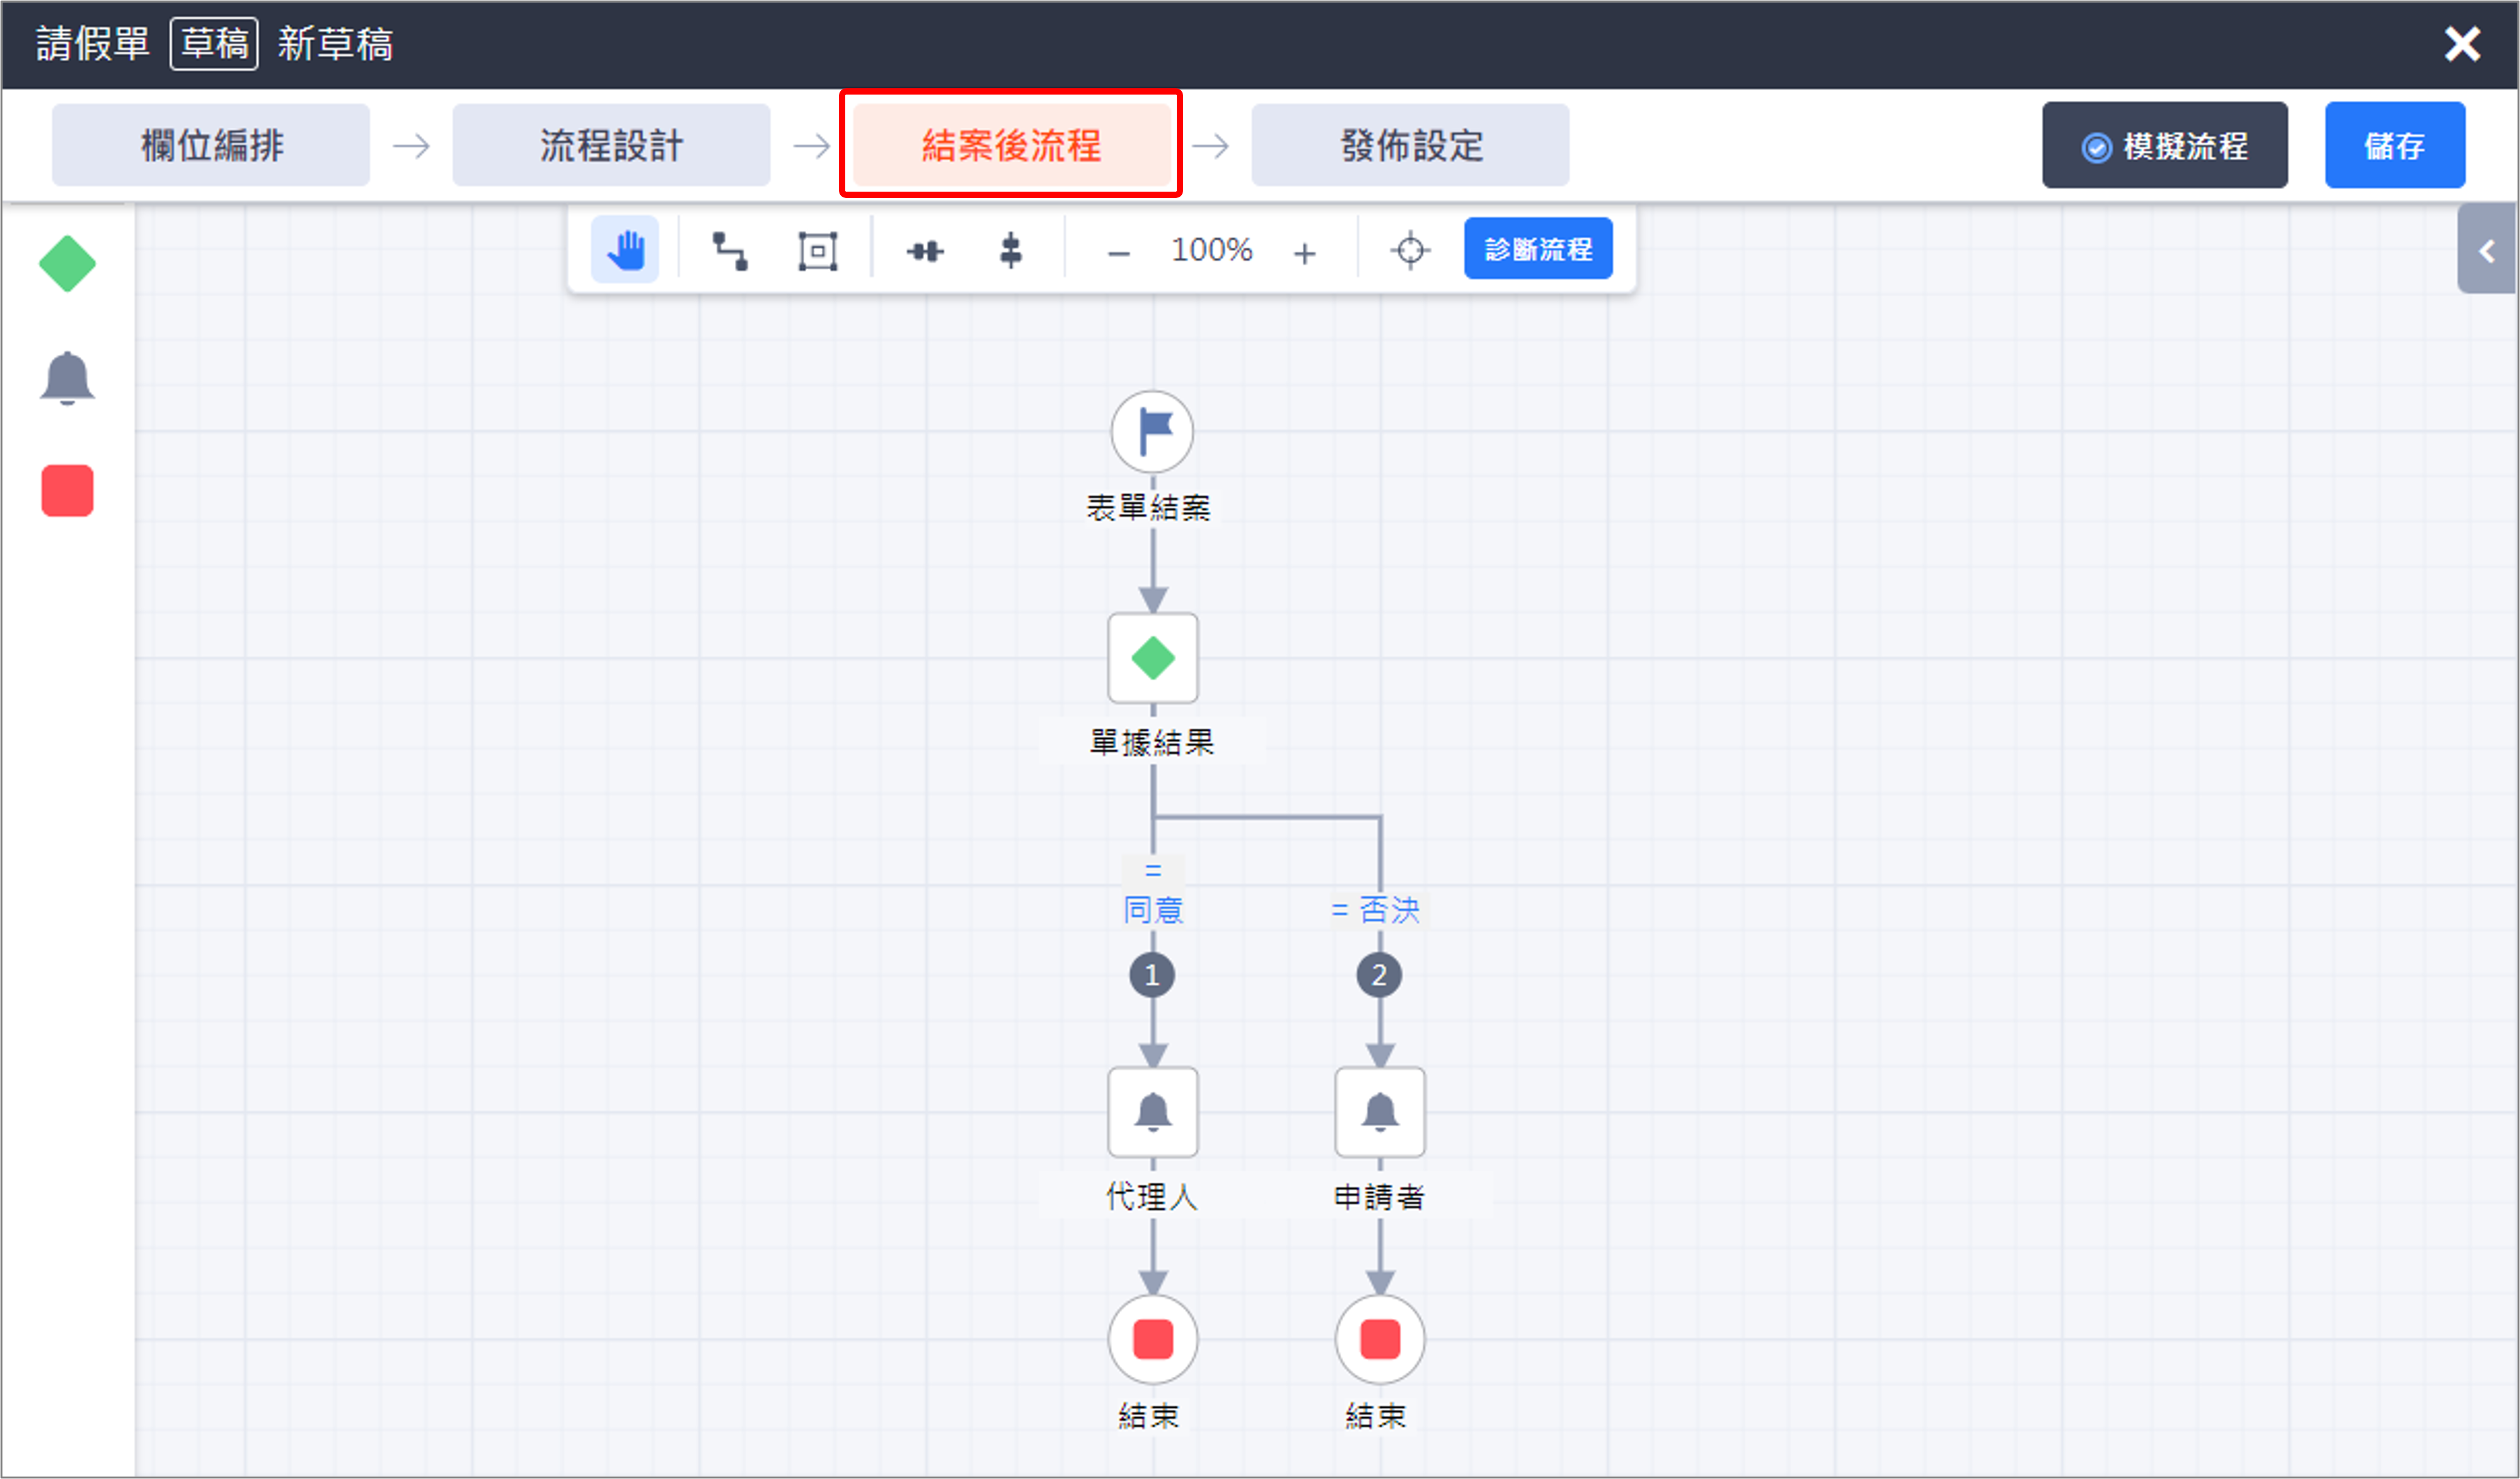 請假單 草稿 新草稿
欄位編排 流程設計 結案後流程 發佈設定 模擬流程 儲存
100% 診斷流程
表單結案
單據結果
=
同意
= 否決
1 2
代理人 申請者
結束 結束